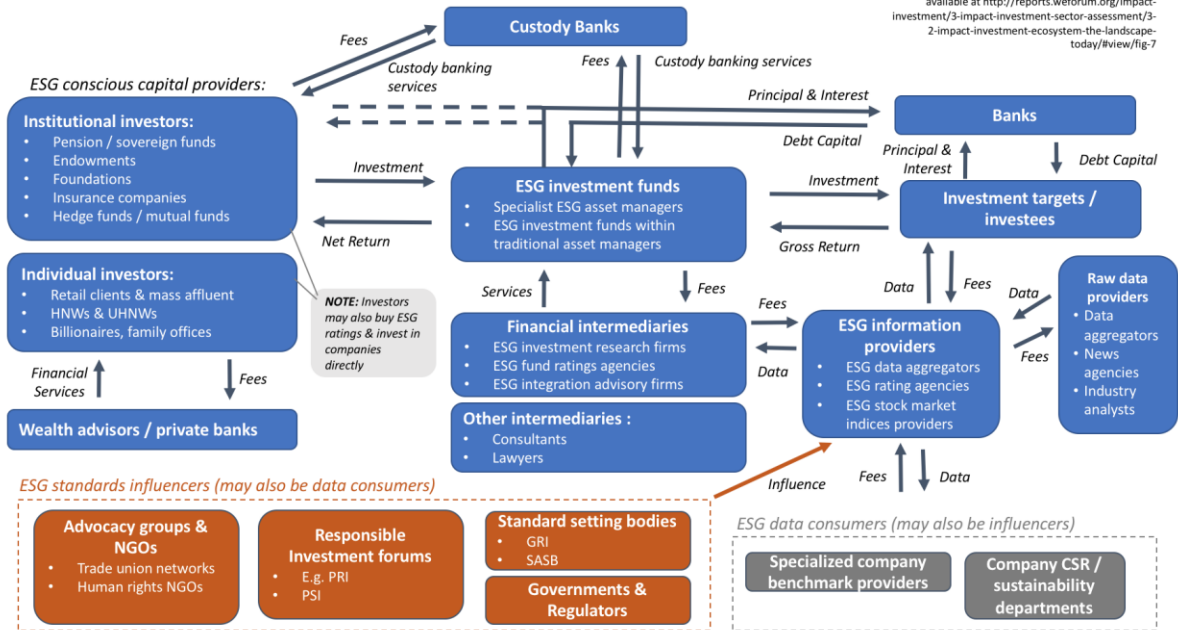 available at http://reports.weforum.org/impact-
investment/3-impact-investment-sector-assessment/3-
2-impact-investment-ecosystem-the-landscape-
today/#view/fig-7
Custody Banks
Fees
Custody banking
services
Fees
Custody banking services
ESG conscious capital providers:
Institutional investors:
• Pension / sovereign funds
• Endowments
• Foundations
• Insurance companies
• Hedge funds / mutual funds
Principal & Interest
Debt Capital
Banks
Principal &
Interest
Debt Capital
Investment
Net Return
ESG investment funds
• Specialist ESG asset managers
• ESG investment funds within
traditional asset managers
Investment
Gross Return
Investment targets /
investees
Individual investors:
• Retail clients & mass affluent
• HNWs & UHNWs
• Billionaires, family offices
NOTE: Investors
may also buy ESG
ratings & invest in
companies
directly
Services
Fees
Data
Fees
Data
Fees
Raw data
providers
• Data
aggregators
• News
agencies
• Industry
analysts
Financial intermediaries
• ESG investment research firms
• ESG fund ratings agencies
• ESG integration advisory firms
Fees
Data
ESG information
providers
• ESG data aggregators
• ESG rating agencies
• ESG stock market
indices providers
Financial
Services
Fees
Wealth advisors / private banks
Other intermediaries :
• Consultants
• Lawyers
Influence
Fees
Data
ESG standards influencers (may also be data consumers)
Advocacy groups &
NGOs
• Trade union networks
• Human rights NGOs
Responsible
Investment forums
• E.g. PRI
• PSI
Standard setting bodies
• GRI
• SASB
Governments &
Regulators
ESG data consumers (may also be influencers)
Specialized company
benchmark providers
Company CSR /
sustainability
departments